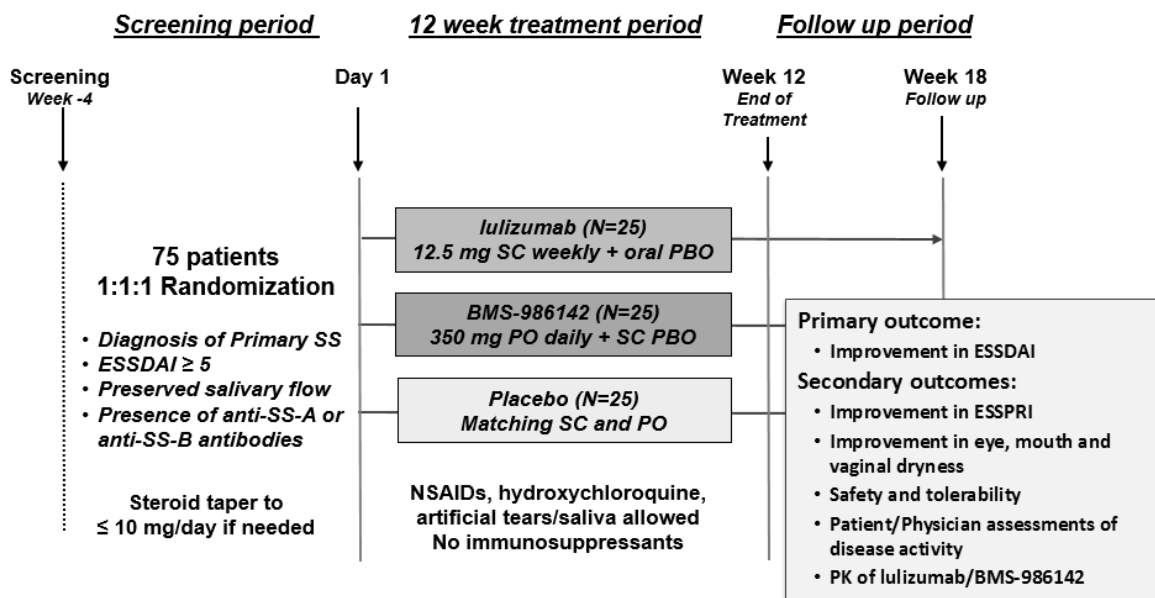 Screening period
12 week treatment period
Follow up period
Screening
Week -4
Day 1
Week 12
End of
Treatment
Week 18
Follow up
75 patients
1:1:1 Randomization
• Diagnosis of Primary SS
• ESSDAI ≥ 5
• Preserved salivary flow
• Presence of anti-SS-A or
anti-SS-B antibodies
Steroid taper to
≤ 10 mg/day if needed
lulizumab (N=25)
12.5 mg SC weekly + oral PBO
BMS-986142 (N=25)
350 mg PO daily + SC PBO
Placebo (N=25)
Matching SC and PO
NSAIDs, hydroxychloroquine,
artificial tears/saliva allowed
No immunosuppressants
Primary outcome:
• Improvement in ESSDAI
Secondary outcomes:
• Improvement in ESSPRI
• Improvement in eye, mouth and
vaginal dryness
• Safety and tolerability
• Patient/Physician assessments of
disease activity
• PK of lulizumab/BMS-986142